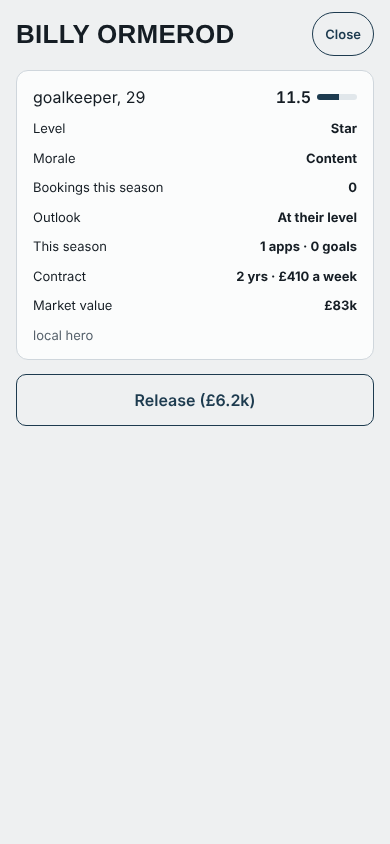 BILLY ORMEROD
Close
goalkeeper, 29 11.5
Level Star
Morale Content
Bookings this season 0
Outlook At their level
This season 1 apps · 0 goals
Contract 2 yrs · £410 a week
Market value £83k
local hero
Release (£6.2k)